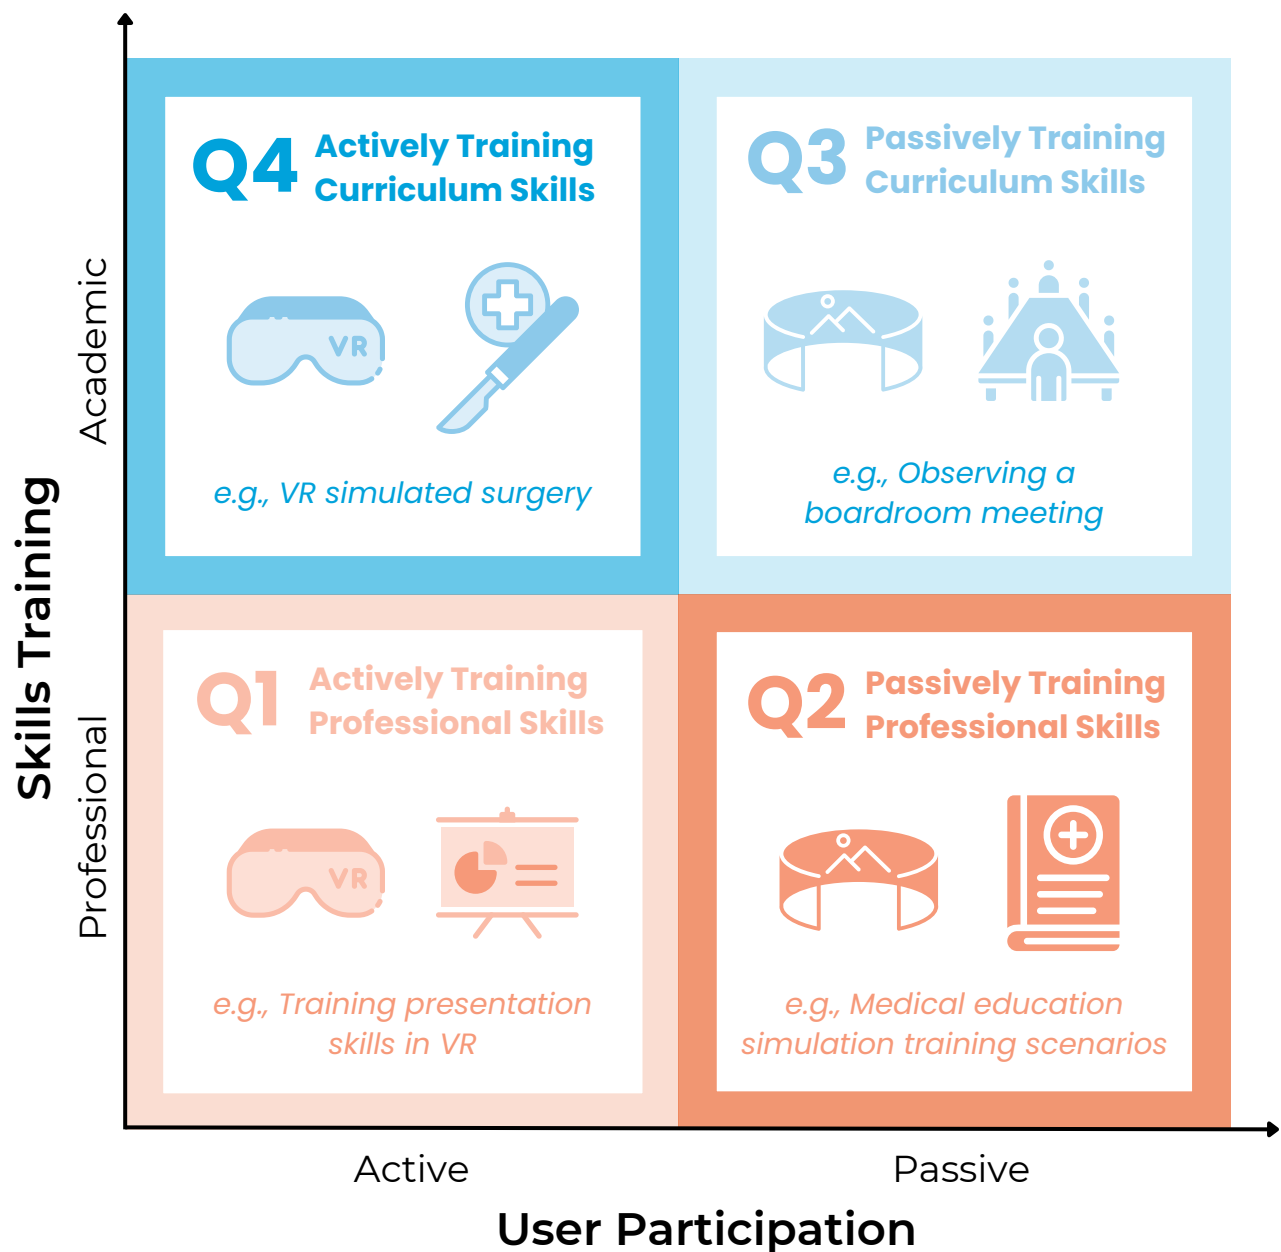 Skills Training
Academic
Professional
Q4
Actively Training
Curriculum Skills
VR
e.g., VR simulated surgery
Q3
Passively Training
Curriculum Skills
e.g., Observing a
boardroom meeting
Q1
Actively Training
Professional Skills
VR
e.g., Training presentation
skills in VR
Q2
Passively Training
Professional Skills
e.g., Medical education
simulation training scenarios
Active
Passive
User Participation